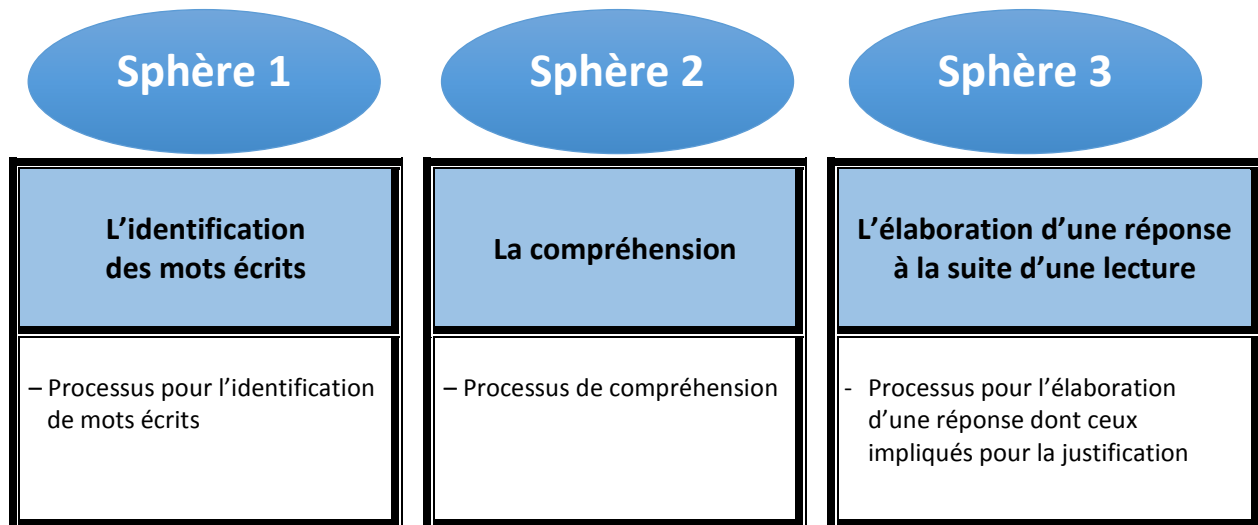 Sphère 1
Sphère 2
Sphère 3
L’identification
des mots écrits
La compréhension
L’élaboration d’une réponse
à la suite d’une lecture
– Processus pour l’identification
de mots écrits
– Processus de compréhension
- Processus pour l’élaboration
d’une réponse dont ceux
impliqués pour la justification